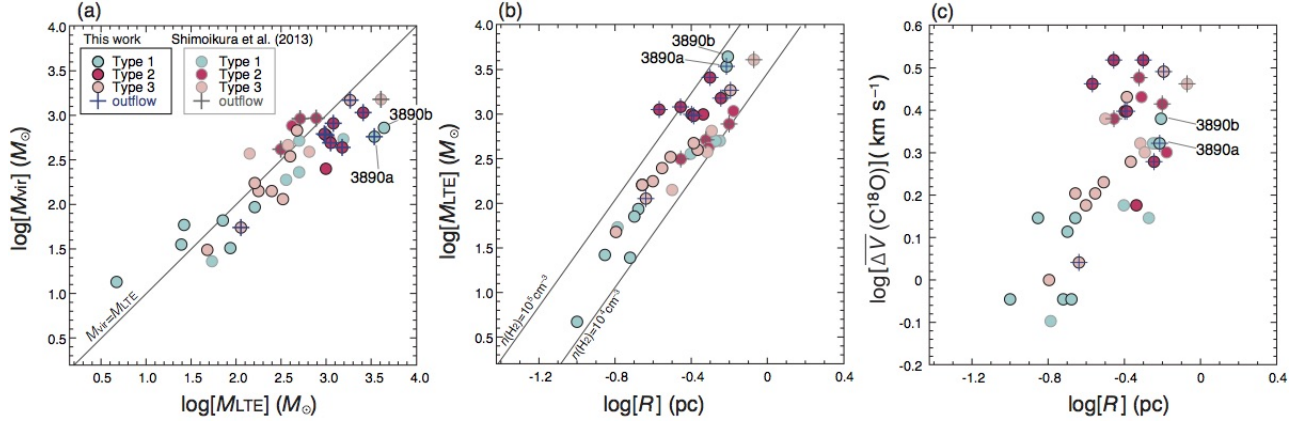 (a)
This work Shimoikura et al. (2013)
Type 1 Type 1
Type 2 Type 2
Type 3 Type 3
outflow outflow
3890b
3890a
Mvir=MLTE
log[Mvir] (M⊙)
4.0
3.5
3.0
2.5
2.0
1.5
1.0
0.5
0.5 1.0 1.5 2.0 2.5 3.0 3.5 4.0
log[MLTE] (M⊙)
(b)
3890b
3890a
n(H2)=10⁵cm⁻³
n(H2)=10⁴cm⁻³
log[MLTE] (M⊙)
4.0
3.5
3.0
2.5
2.0
1.5
1.0
0.5
-1.2 -0.8 -0.4 0 0.4
log[R] (pc)
(c)
3890b
3890a
log[ΔV (C¹⁸O)] ( km s⁻¹)
0.6
0.5
0.4
0.3
0.2
0.1
0
-0.1
-0.2
-1.2 -0.8 -0.4 0 0.4
log[R] (pc)